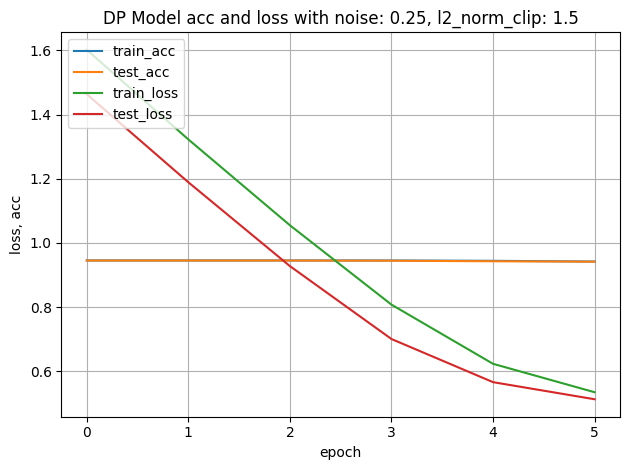 DP Model acc and loss with noise: 0.25, l2_norm_clip: 1.5
train_acc
test_acc
train_loss
test_loss
loss, acc
1.6
1.4
1.2
1.0
0.8
0.6
0 1 2 3 4 5
epoch